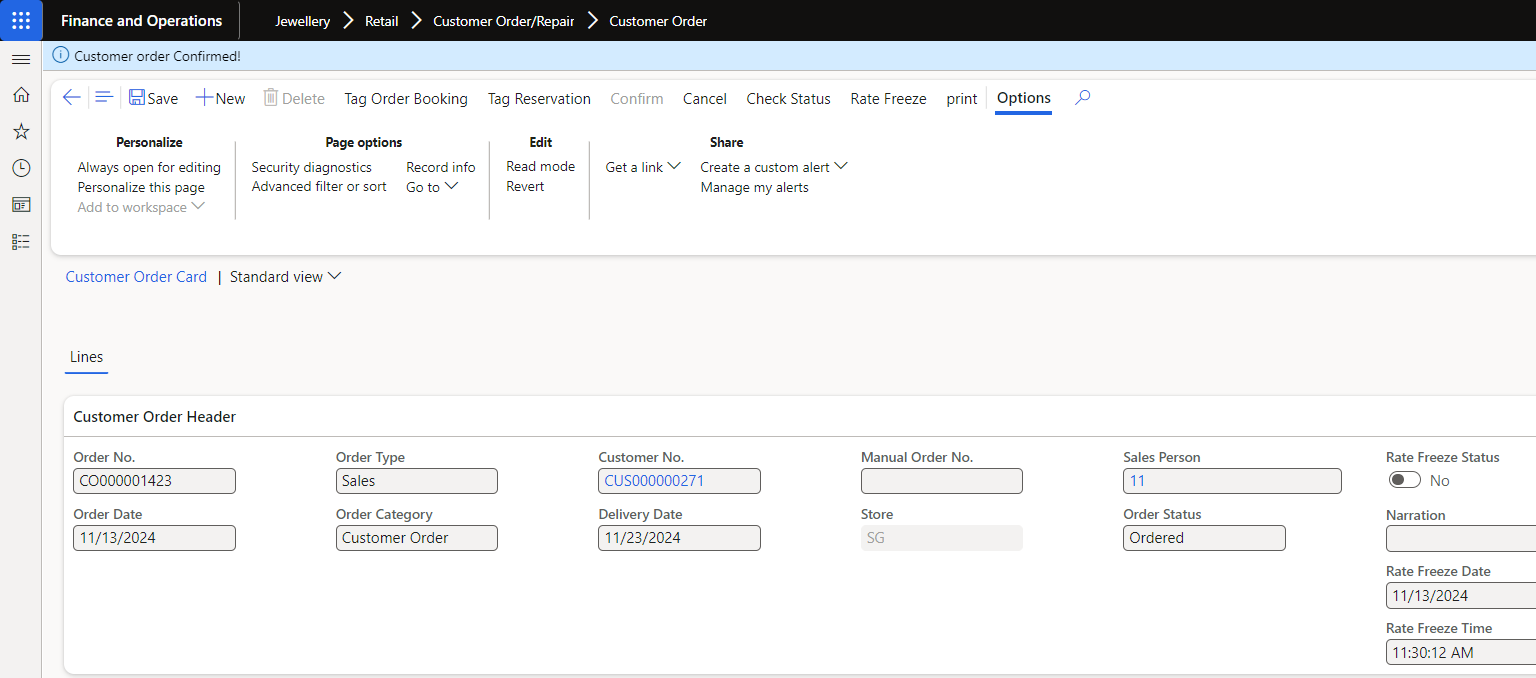 Finance and Operations Jewellery Retail Customer Order/Repair Customer Order
Customer order Confirmed!
Save New Delete Tag Order Booking Tag Reservation Confirm Cancel Check Status Rate Freeze print Options
Personalize
Always open for editing
Personalize this page
Add to workspace
Page options
Security diagnostics
Advanced filter or sort
Record info
Go to
Edit
Read mode
Revert
Get a link
Share
Create a custom alert
Manage my alerts
Customer Order Card | Standard view
Lines
Customer Order Header
Order No. Order Type Customer No. Manual Order No. Sales Person Rate Freeze Status
CO000001423 Sales CUS000000271 11 No
Order Date Order Category Delivery Date Store Order Status Narration
11/13/2024 Customer Order 11/23/2024 SG Ordered
Rate Freeze Date
11/13/2024
Rate Freeze Time
11:30:12 AM